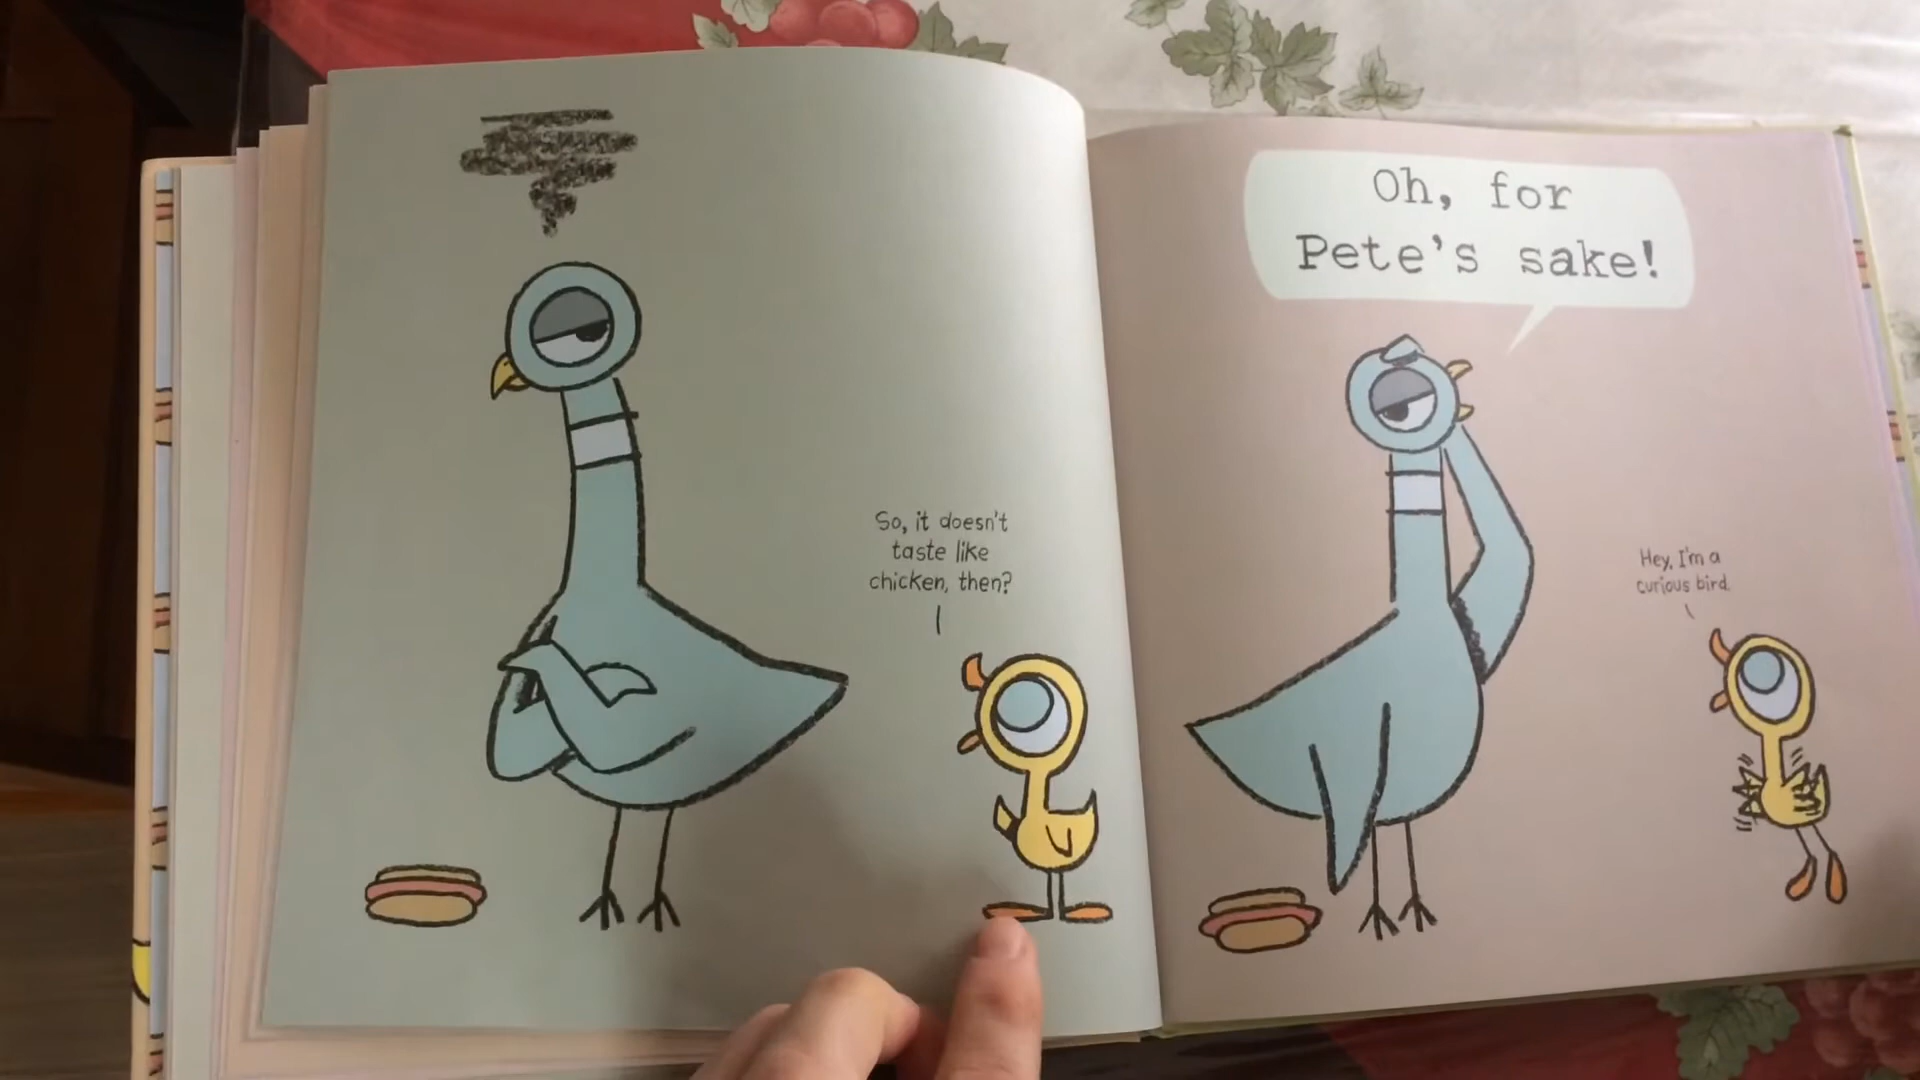 So, it doesn't
taste like
chicken, then?
Oh, for
Pete's sake!
Hey, I'm a
curious bird.